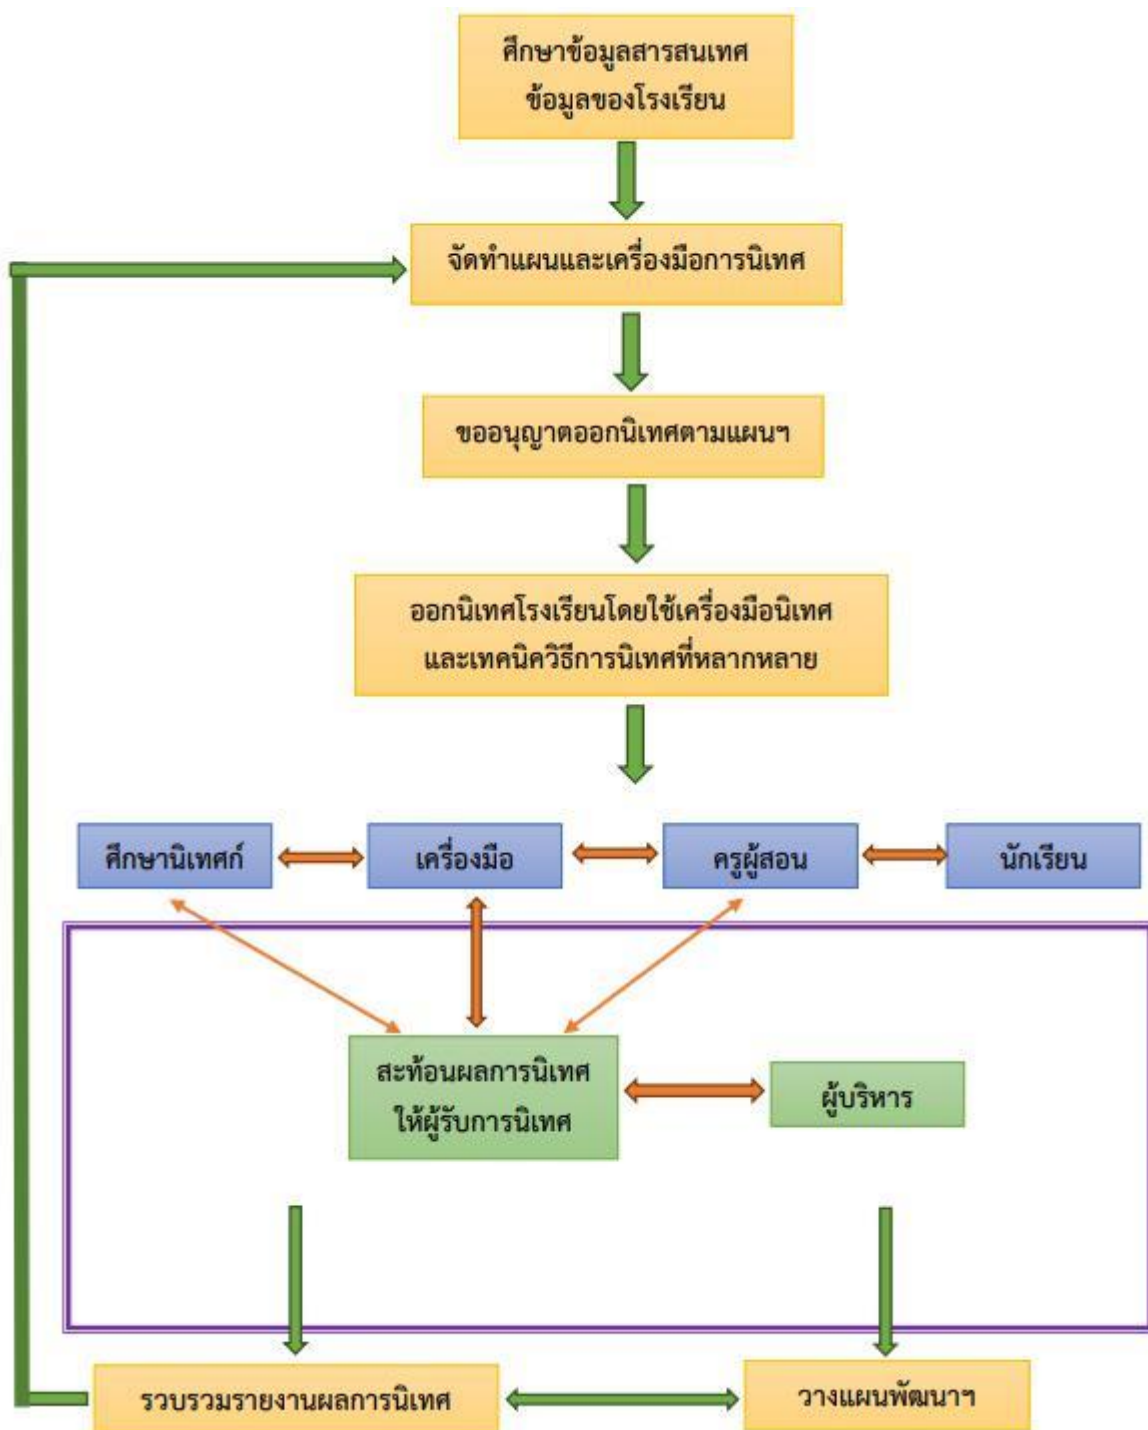 ศึกษาข้อมูลสารสนเทศ
ข้อมูลของโรงเรียน
จัดทำแผนและเครื่องมือการนิเทศ
ขออนุญาตออกนิเทศตามแผนฯ
ออกนิเทศโรงเรียนโดยใช้เครื่องมือนิเทศ
และเทคนิควิธีการนิเทศที่หลากหลาย
ศึกษานิเทศก์
เครื่องมือ
ครูผู้สอน
นักเรียน
สะท้อนผลการนิเทศ
ให้ผู้รับการนิเทศ
ผู้บริหาร
รวบรวมรายงานผลการนิเทศ
วางแผนพัฒนาฯ